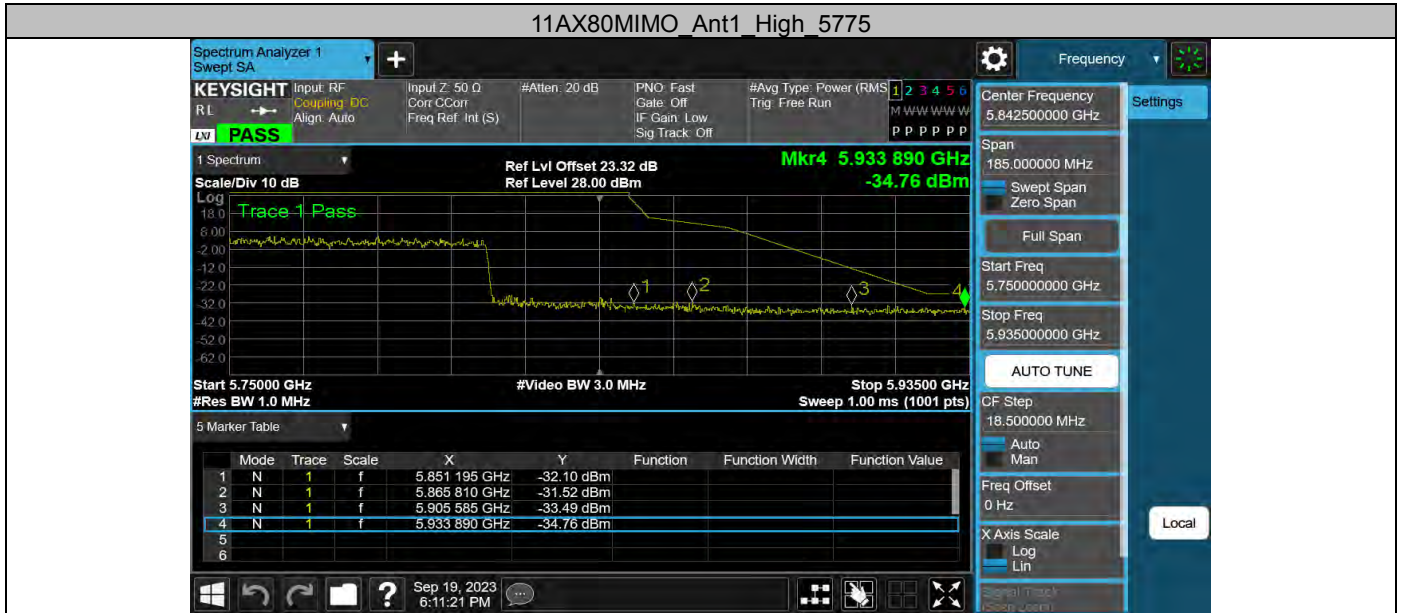 11AX80MIMO_Ant1_High_5775
Spectrum Analyzer 1
Swept SA
+
Frequency
KEYSIGHT
RL
LXI
PASS
Input: RF
Coupling: DC
Align: Auto
Input Z: 50 Ω
Corr CCorr
Freq Ref: Int (S)
#Atten: 20 dB
PNO: Fast
Gate: Off
IF Gain: Low
Sig Track: Off
#Avg Type: Power (RMS
Trig: Free Run
1 2 3 4 5 6
M W W W W W
P P P P P P
Center Frequency
5.842500000 GHz
Settings
Span
185.000000 MHz
Swept Span
Zero Span
Full Span
Start Freq
5.750000000 GHz
Stop Freq
5.935000000 GHz
AUTO TUNE
CF Step
18.500000 MHz
Auto
Man
Freq Offset
0 Hz
X Axis Scale
Log
Lin
Signal Track
(Span Zoom)
Local
1 Spectrum
Scale/Div 10 dB
Ref Lvl Offset 23.32 dB
Ref Level 28.00 dBm
Mkr4 5.933 890 GHz
-34.76 dBm
Log
Trace 1 Pass
18.0
8.00
-2.00
-12.0
-22.0
-32.0
-42.0
-52.0
-62.0
1
2
3
4
Start 5.75000 GHz
#Res BW 1.0 MHz
#Video BW 3.0 MHz
Stop 5.93500 GHz
Sweep 1.00 ms (1001 pts)
5 Marker Table
Mode Trace Scale X Y Function Function Width Function Value
1 N 1 f 5.851 195 GHz -32.10 dBm
2 N 1 f 5.865 810 GHz -31.52 dBm
3 N 1 f 5.905 585 GHz -33.49 dBm
4 N 1 f 5.933 890 GHz -34.76 dBm
5
6
?
Sep 19, 2023
6:11:21 PM